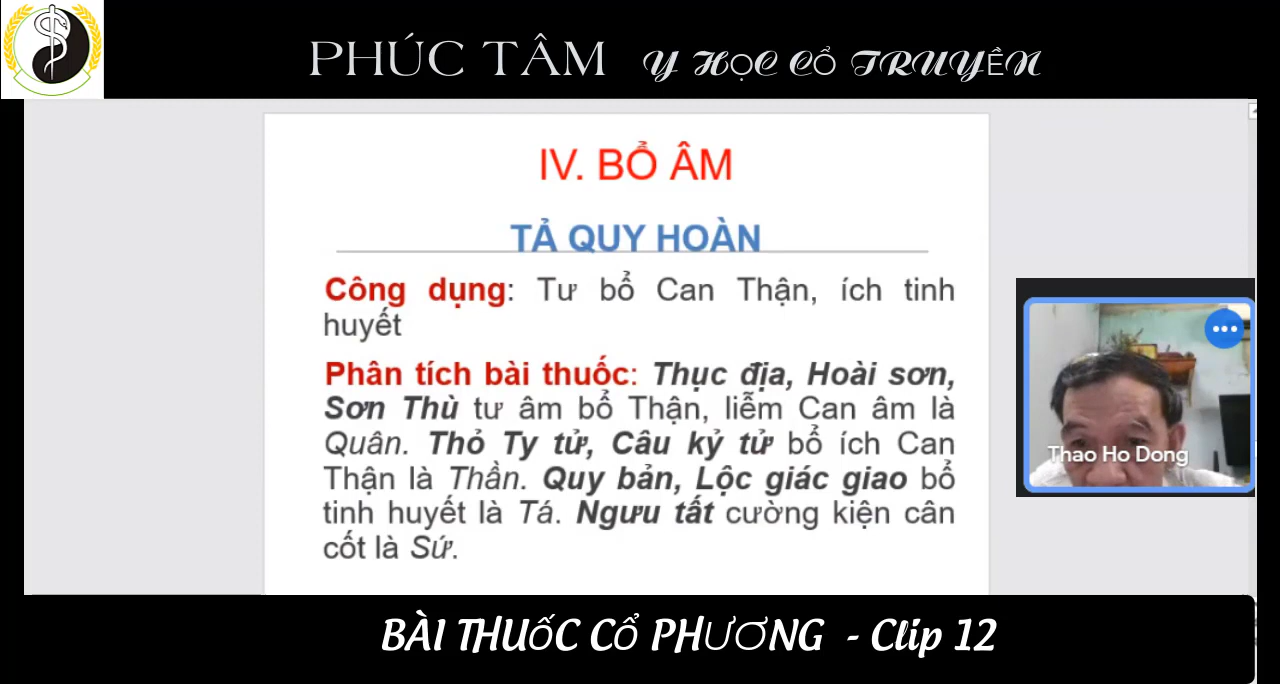 PHÚC TÂM Y HỌC CỔ TRUYỀN
IV. BỔ ÂM
TẢ QUY HOÀN
Công dụng: Tư bổ Can Thận, ích tinh
huyết
Phân tích bài thuốc: Thục địa, Hoài sơn,
Sơn Thù tư âm bổ Thận, liễm Can âm là
Quân. Thỏ Ty tử, Câu kỷ tử bổ ích Can
Thận là Thần. Quy bản, Lộc giác giao bổ
tinh huyết là Tá. Ngưu tất cường kiện cân
cốt là Sứ.
Thao Ho Dong
BÀI THUỐC CỔ PHƯƠNG - Clip 12